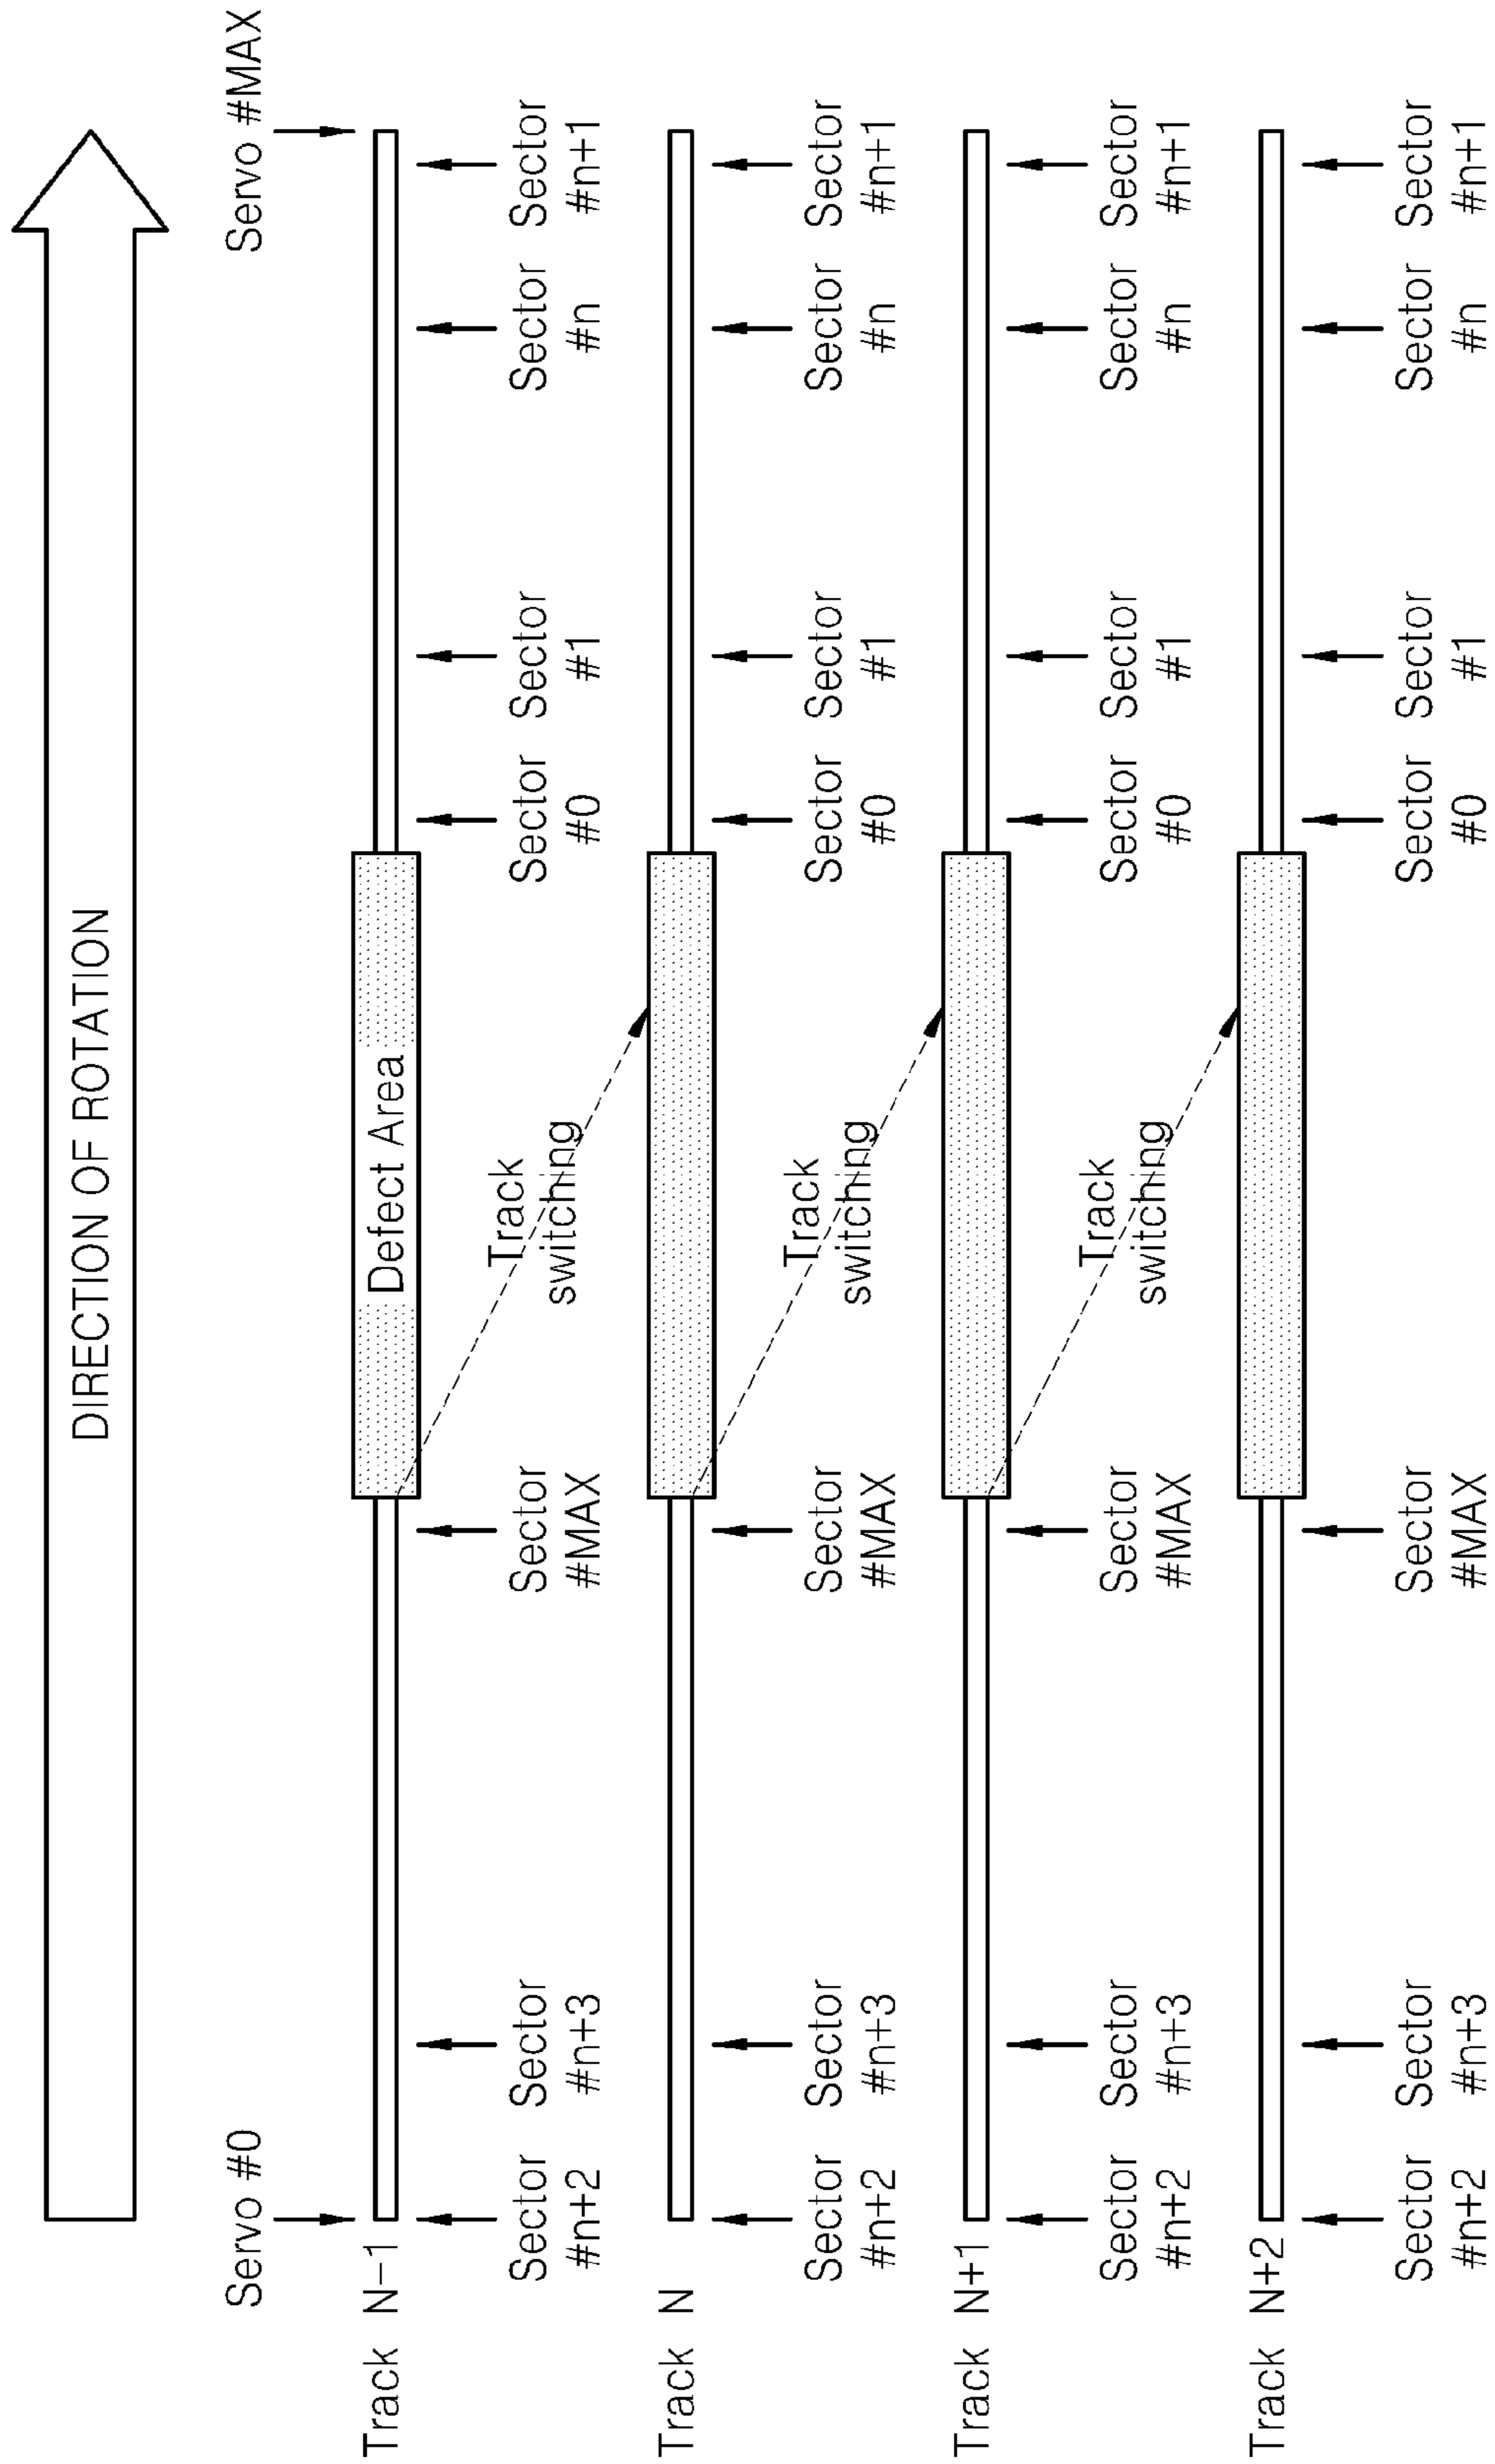 DIRECTION OF ROTATION
Servo #0
Servo #MAX
Track N-1
Defect Area
Sector
#n+2
Sector
#n+3
Sector
#MAX
Track
switching
Sector
#0
Sector
#1
Sector
#n
Sector
#n+1
Track N
Sector
#n+2
Sector
#n+3
Sector
#MAX
Track
switching
Sector
#0
Sector
#1
Sector
#n
Sector
#n+1
Track N+1
Sector
#n+2
Sector
#n+3
Sector
#MAX
Track
switching
Sector
#0
Sector
#1
Sector
#n
Sector
#n+1
Track N+2
Sector
#n+2
Sector
#n+3
Sector
#MAX
Sector
#0
Sector
#1
Sector
#n
Sector
#n+1